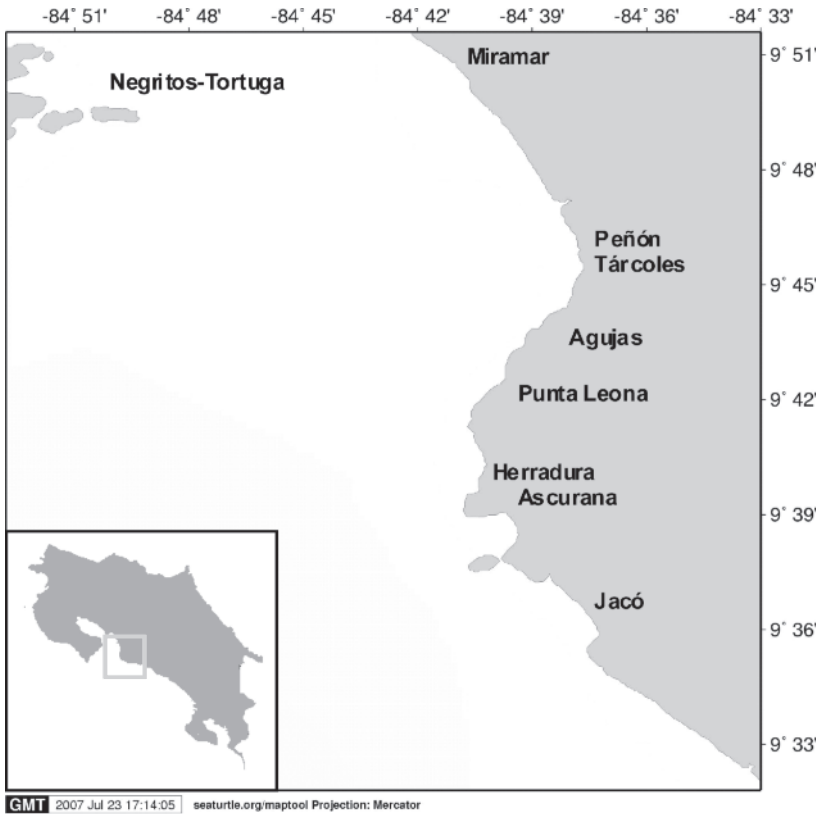 -84° 51' -84° 48' -84° 45' -84° 42' -84° 39' -84° 36' -84° 33'
Miramar
9° 51'
Negritos-Tortuga
9° 48'
Peñón
Tárcoles
9° 45'
Agujas
Punta Leona
9° 42'
Herradura
Ascurana
9° 39'
Jacó
9° 36'
9° 33'
GMT 2007 Jul 23 17:14:05 seaturtle.org/maptool Projection: Mercator